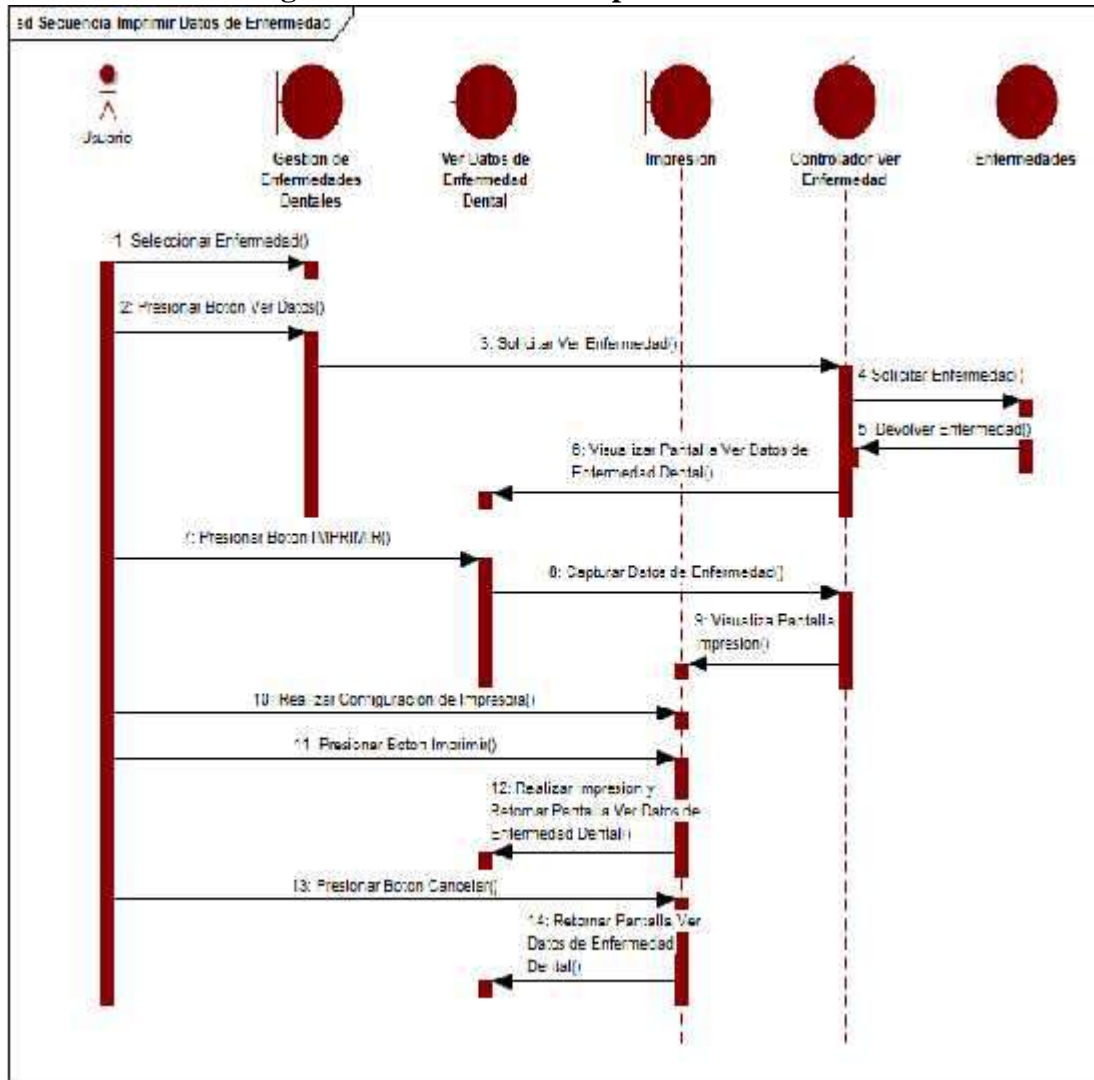 sd Secuencia Imprimir Datos de Enfermedad
Usuario
Gestion de
Enfermedades
Dentales
Ver Datos de
Enfermedad
Dental
Impresion
Controlador Ver
Enfermedad
Enfermedades
1: Seleccionar Enfermedad()
2: Presionar Boton Ver Datos()
3: Solicitar Ver Enfermedad()
4: Solicitar Enfermedad()
5: Devolver Enfermedad()
6: Visualizar Pantalla Ver Datos de
Enfermedad Dental()
7: Presionar Boton IMPRIMIR()
8: Capturar Datos de Enfermedad()
9: Visualiza Pantalla
Impresion()
10: Realizar Configuracion de Impresora()
11: Presionar Boton Imprimir()
12: Realizar Impresion y
Retornar Pantalla Ver Datos de
Enfermedad Dental()
13: Presionar Boton Cancelar()
14: Retornar Pantalla Ver
Datos de Enfermedad
Dental()